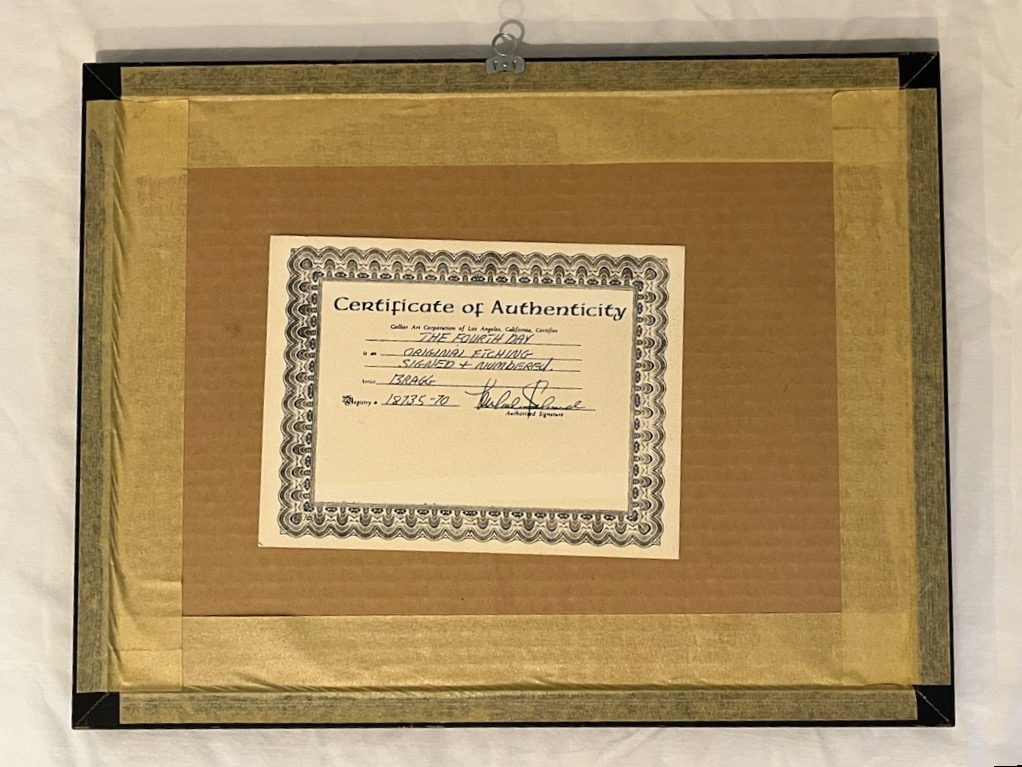 Certificate of Authenticity
Collier Art Corporation of Los Angeles, California, Certifies
THE FOURTH DAY
is an ORIGINAL ETCHING
SIGNED + NUMBERED.
Artist BRAGG
Registry # 18735-70
Authorized Signature